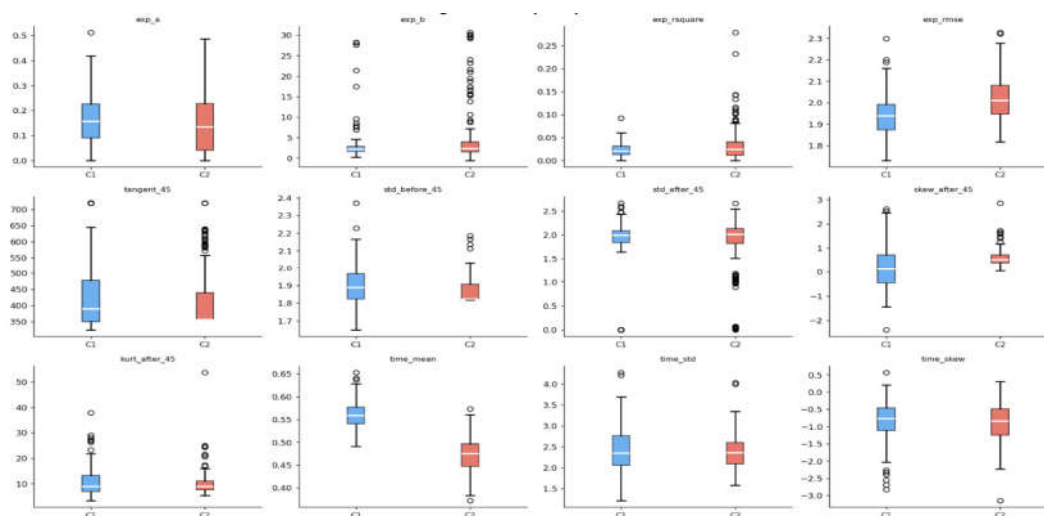 exp_a
exp_b
exp_rsquare
exp_rmse
0.5
0.4
0.3
0.2
0.1
0.0
C1
C2
30
25
20
15
10
5
0
C1
C2
0.25
0.20
0.15
0.10
0.05
0.00
C1
C2
2.3
2.2
2.1
2.0
1.9
1.8
C1
C2
tangent_45
std_before_45
std_after_45
skew_after_45
700
650
600
550
500
450
400
350
C1
C2
2.4
2.3
2.2
2.1
2.0
1.9
1.8
1.7
C1
C2
2.5
2.0
1.5
1.0
0.5
0.0
C1
C2
3
2
1
0
−1
−2
C1
C2
kurt_after_45
time_mean
time_std
time_skew
50
40
30
20
10
C1
C2
0.65
0.60
0.55
0.50
0.45
0.40
C1
C2
4.0
3.5
3.0
2.5
2.0
1.5
C1
C2
0.5
0.0
−0.5
−1.0
−1.5
−2.0
−2.5
−3.0
C1
C2